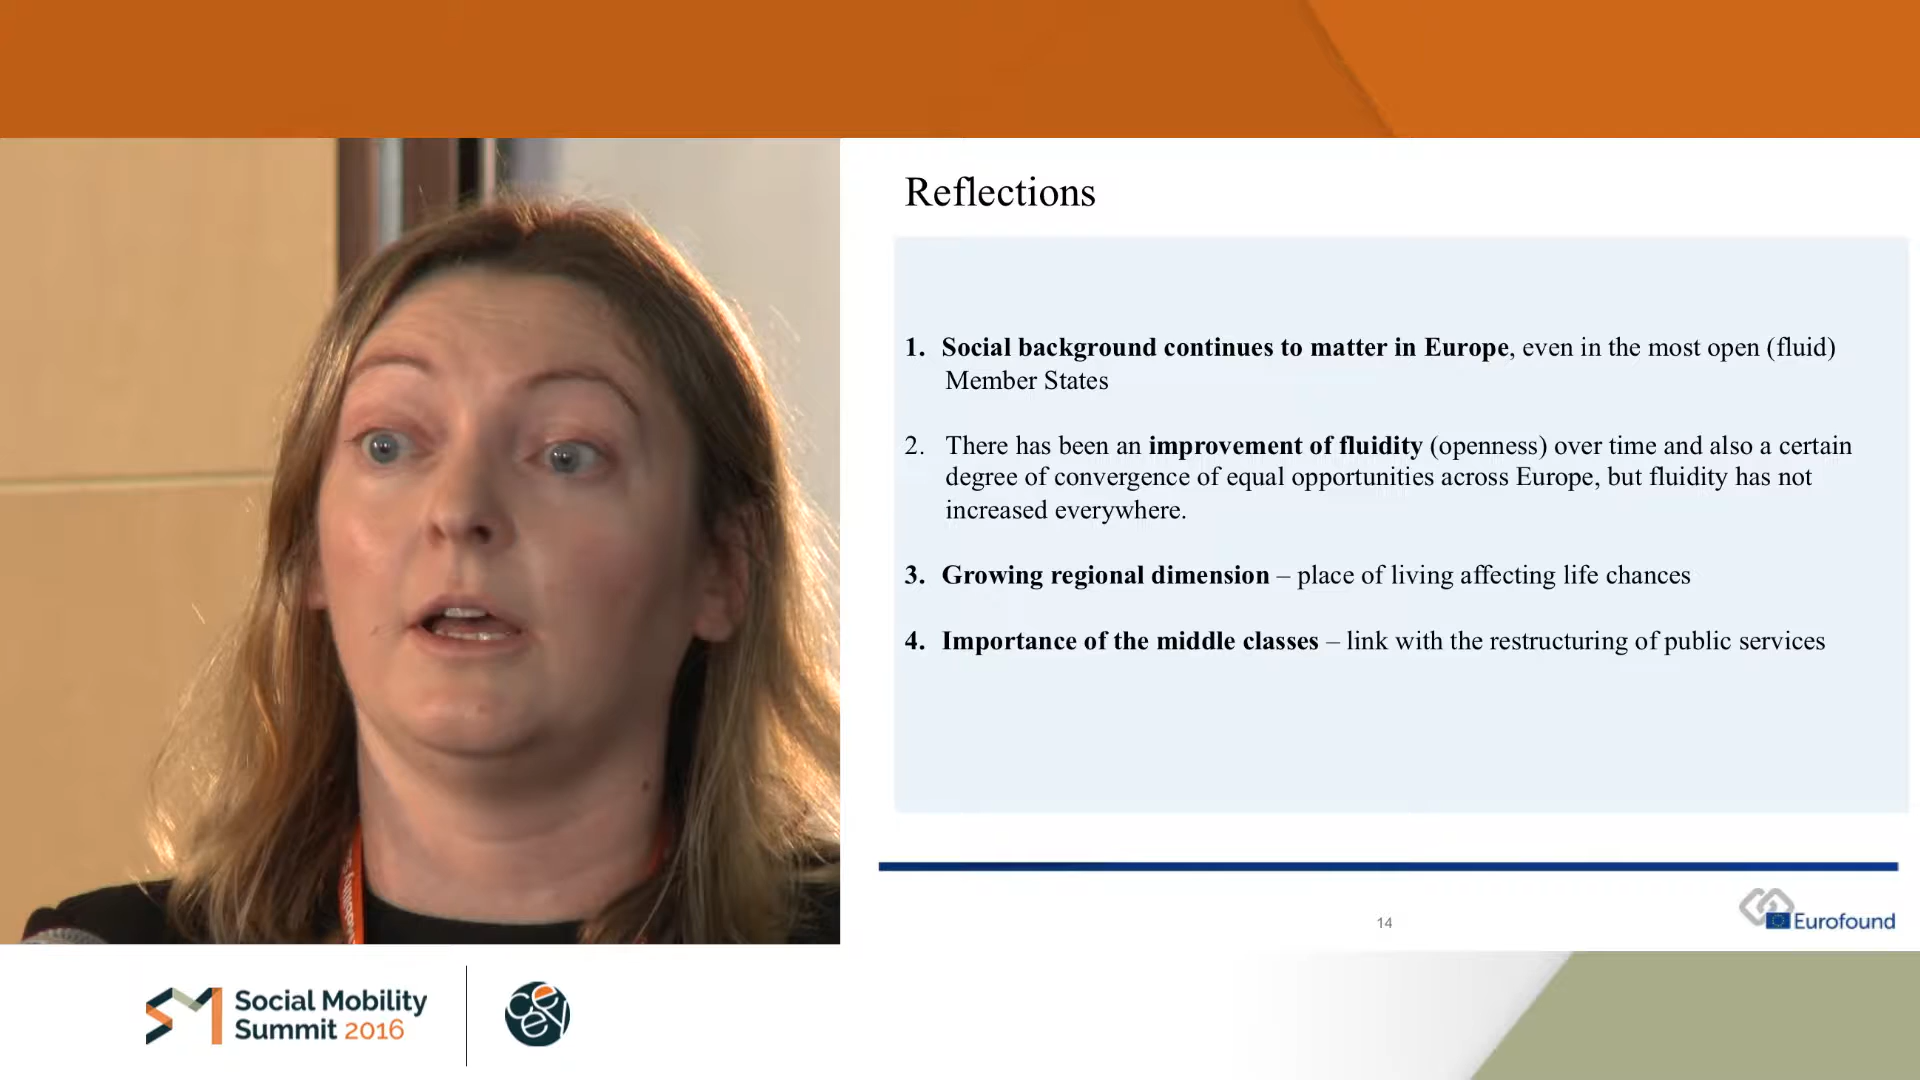 Reflections
1. Social background continues to matter in Europe, even in the most open (fluid)
Member States
2. There has been an improvement of fluidity (openness) over time and also a certain
degree of convergence of equal opportunities across Europe, but fluidity has not
increased everywhere.
3. Growing regional dimension – place of living affecting life chances
4. Importance of the middle classes – link with the restructuring of public services
14
Eurofound
SM
Social Mobility
Summit 2016
ceey